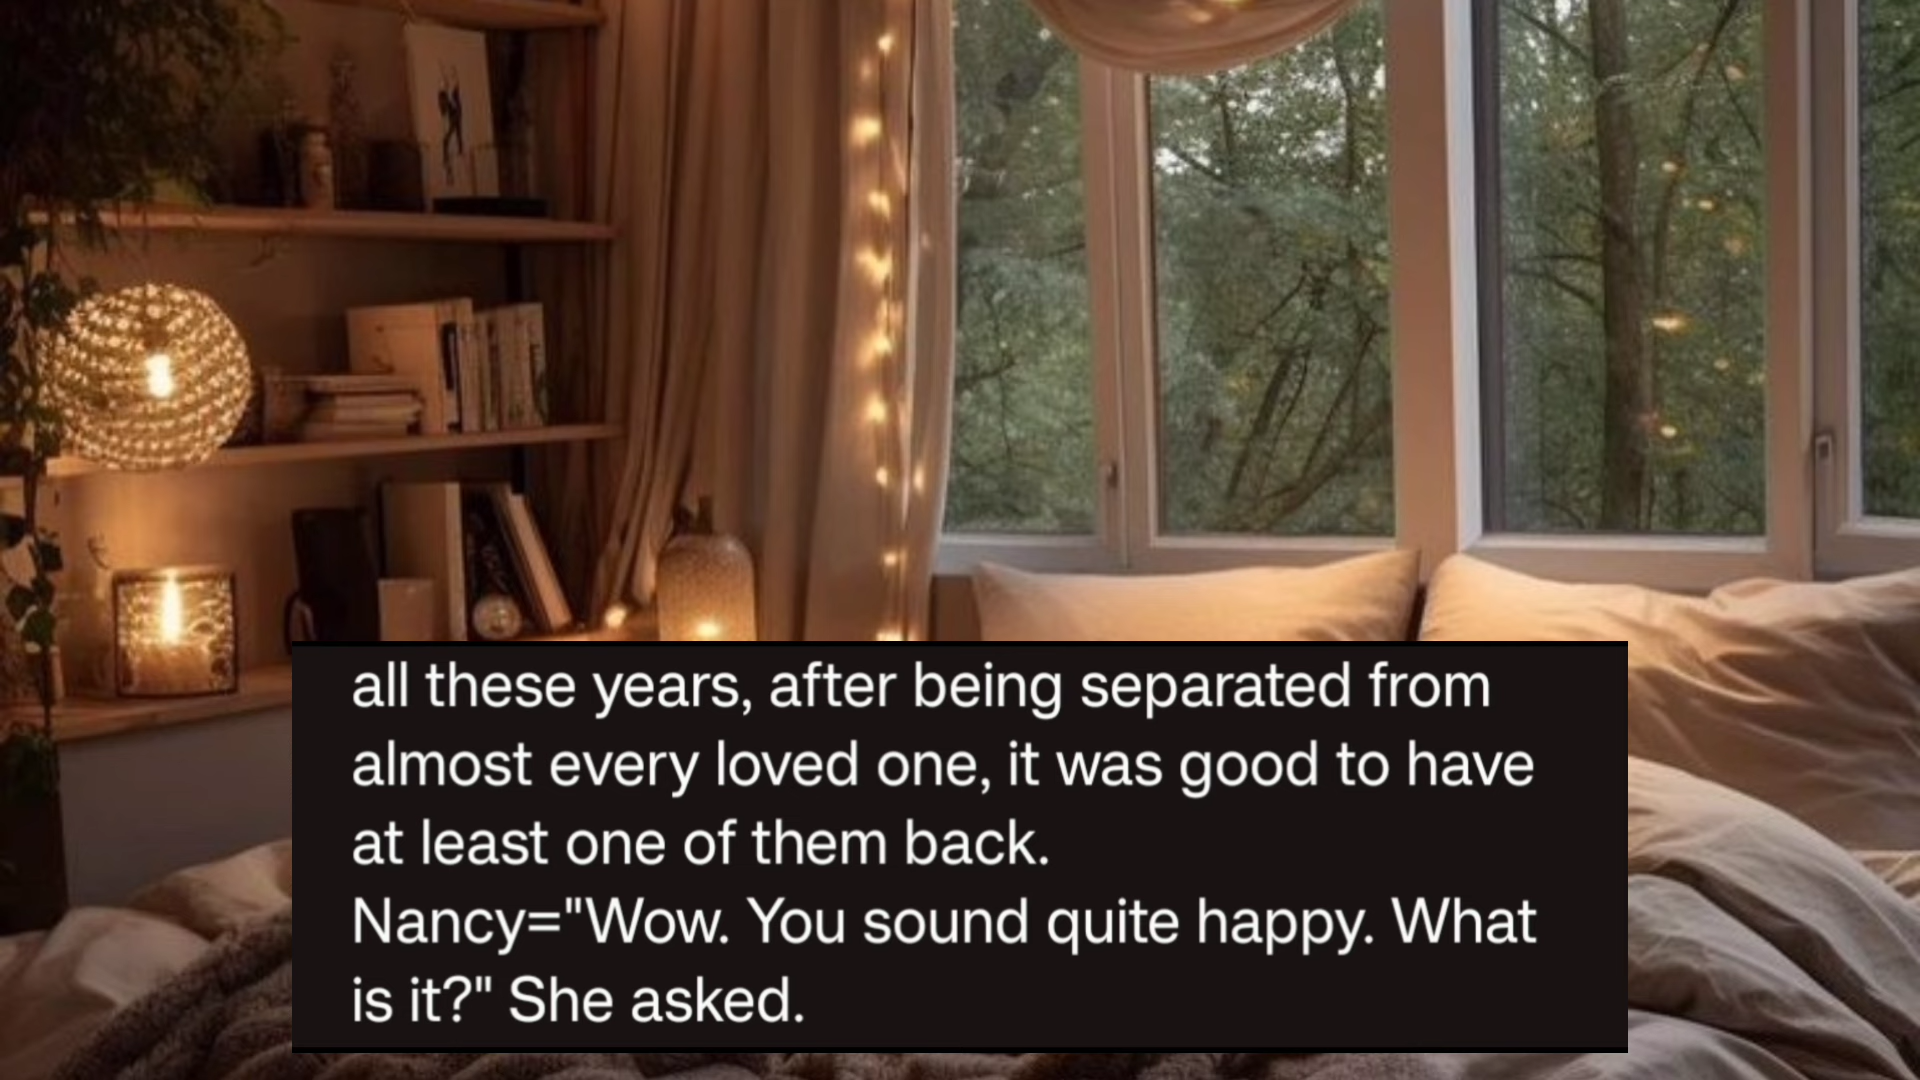 all these years, after being separated from
almost every loved one, it was good to have
at least one of them back.
Nancy="Wow. You sound quite happy. What
is it?" She asked.